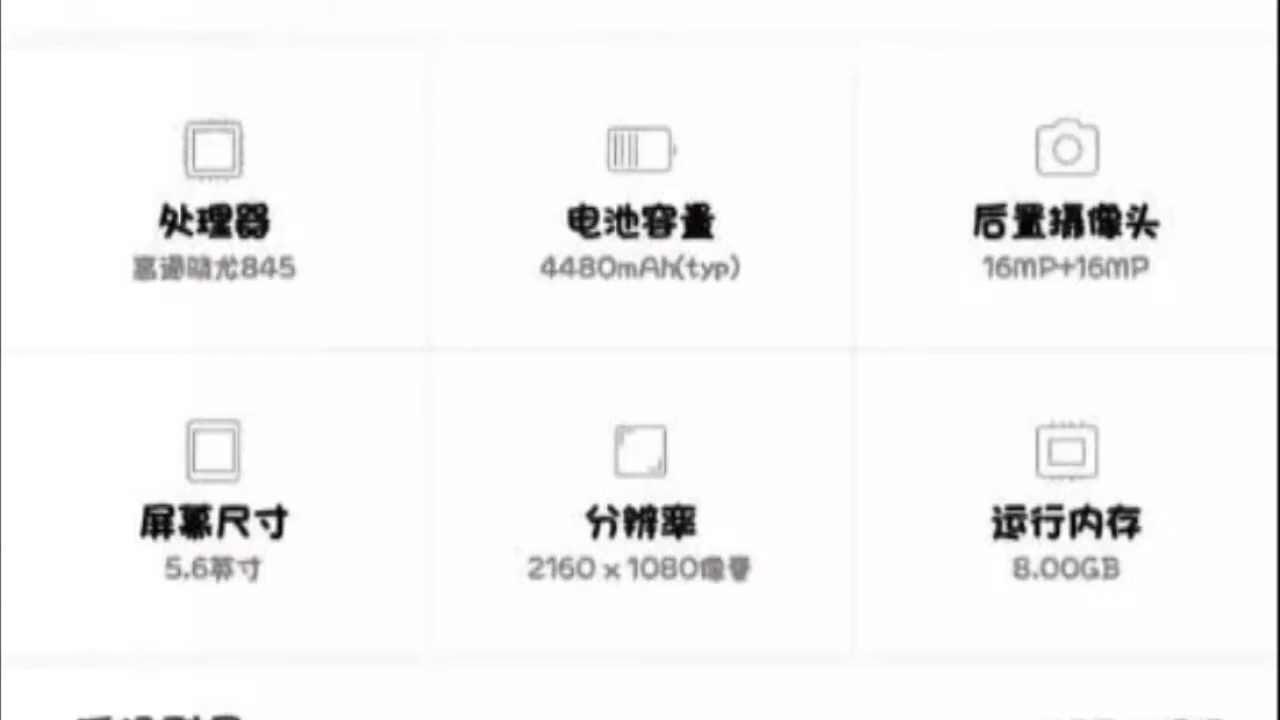 处理器
高通骁龙845
电池容量
4480mAh(typ)
后置摄像头
16MP+16MP
屏幕尺寸
5.6英寸
分辨率
2160 x 1080像素
运行内存
8.00GB